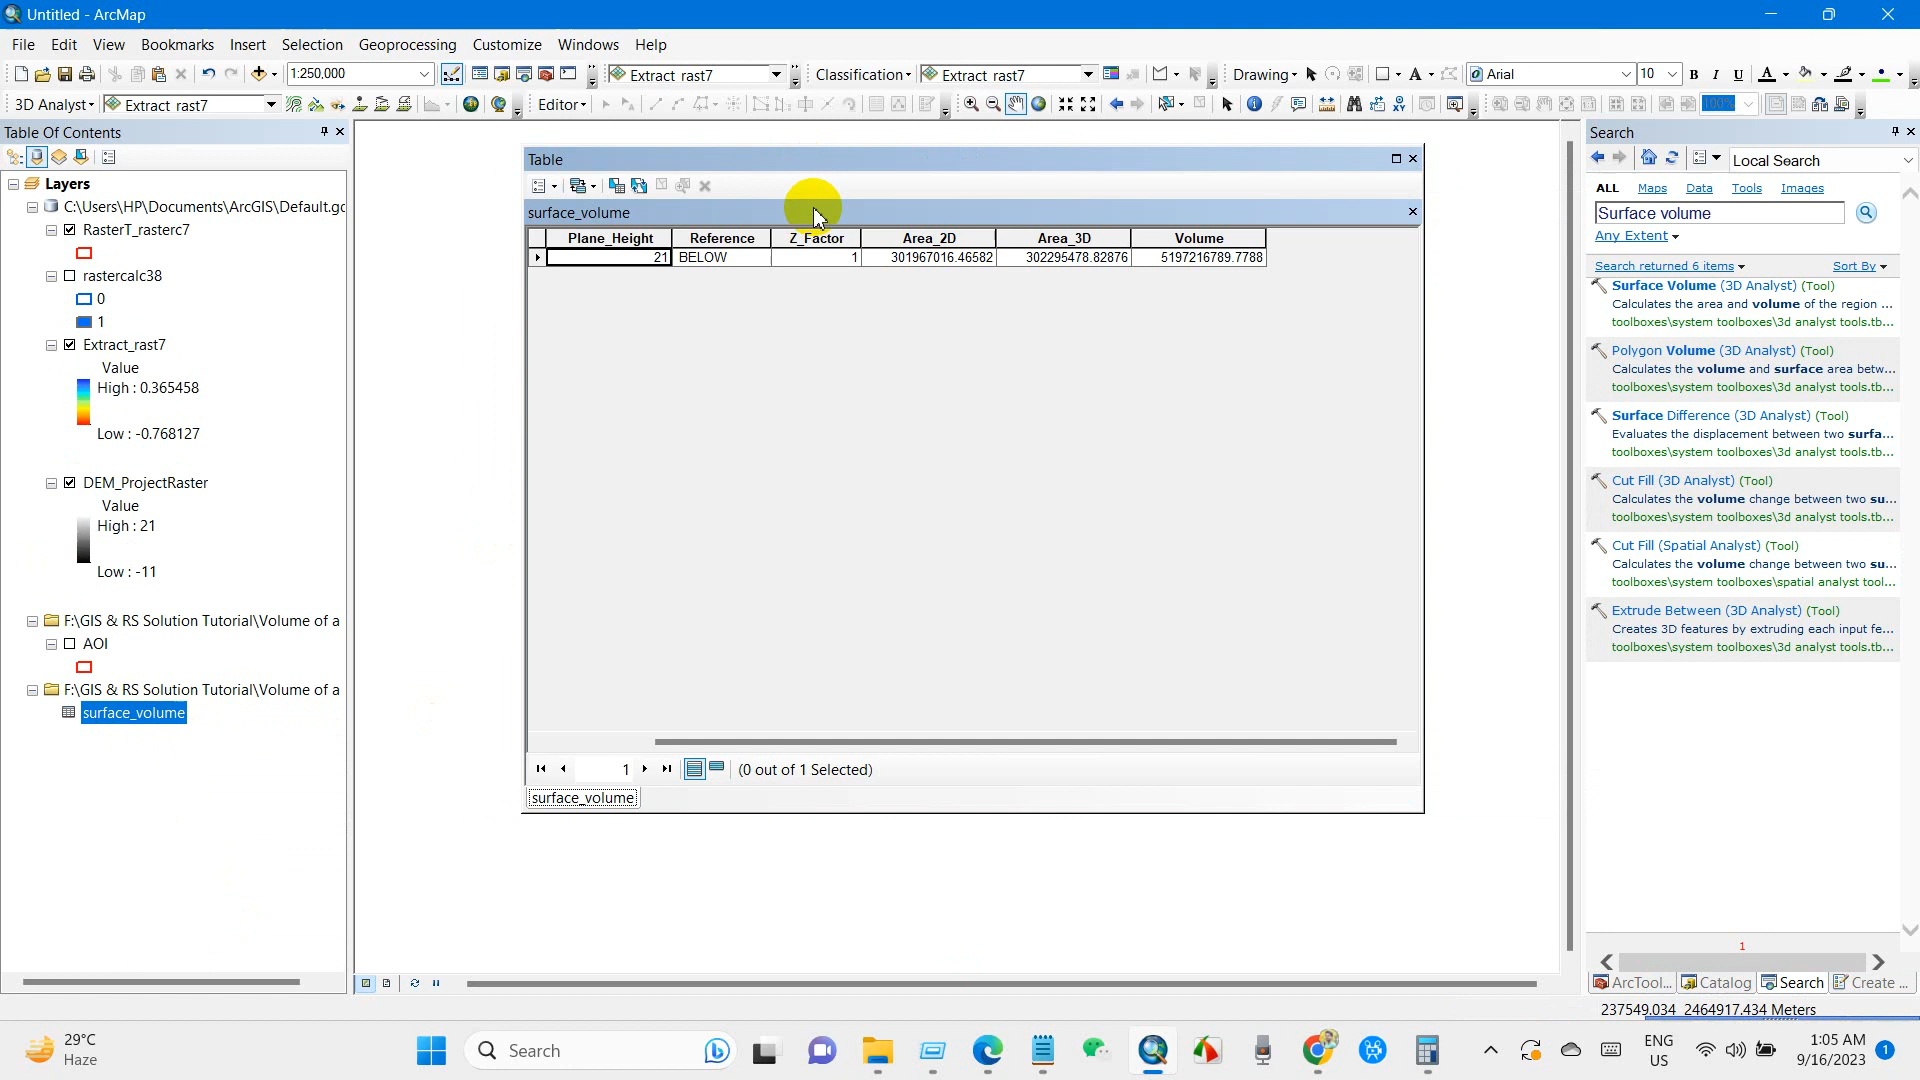 Untitled - ArcMap
File Edit View Bookmarks Insert Selection Geoprocessing Customize Windows Help
1:250,000
Extract_rast7
Classification
Extract_rast7
Drawing
A
Arial
10
B I U A
3D Analyst
Extract_rast7
Editor
100%
Table Of Contents
Layers
C:\Users\HP\Documents\ArcGIS\Default.gc
RasterT_rasterc7
rastercalc38
0
1
Extract_rast7
Value
High : 0.365458
Low : -0.768127
DEM_ProjectRaster
Value
High : 21
Low : -11
F:\GIS & RS Solution Tutorial\Volume of a
AOI
F:\GIS & RS Solution Tutorial\Volume of a
surface_volume
Table
surface_volume
Plane_Height Reference Z_Factor Area_2D Area_3D Volume
21 BELOW 1 301967016.46582 302295478.82876 5197216789.7788
1 (0 out of 1 Selected)
surface_volume
Search
Local Search
ALL Maps Data Tools Images
Surface volume
Any Extent
Search returned 6 items Sort By
Surface Volume (3D Analyst) (Tool)
Calculates the area and volume of the region ...
toolboxes\system toolboxes\3d analyst tools.tb...
Polygon Volume (3D Analyst) (Tool)
Calculates the volume and surface area betw...
toolboxes\system toolboxes\3d analyst tools.tb...
Surface Difference (3D Analyst) (Tool)
Evaluates the displacement between two surfa...
toolboxes\system toolboxes\3d analyst tools.tb...
Cut Fill (3D Analyst) (Tool)
Calculates the volume change between two su...
toolboxes\system toolboxes\3d analyst tools.tb...
Cut Fill (Spatial Analyst) (Tool)
Calculates the volume change between two su...
toolboxes\system toolboxes\spatial analyst tool...
Extrude Between (3D Analyst) (Tool)
Creates 3D features by extruding each input fe...
toolboxes\system toolboxes\3d analyst tools.tb...
1
ArcTool... Catalog Search Create ...
237549.034 2464917.434 Meters
29°C
Haze
Search
ENG
US
1:05 AM
9/16/2023
1